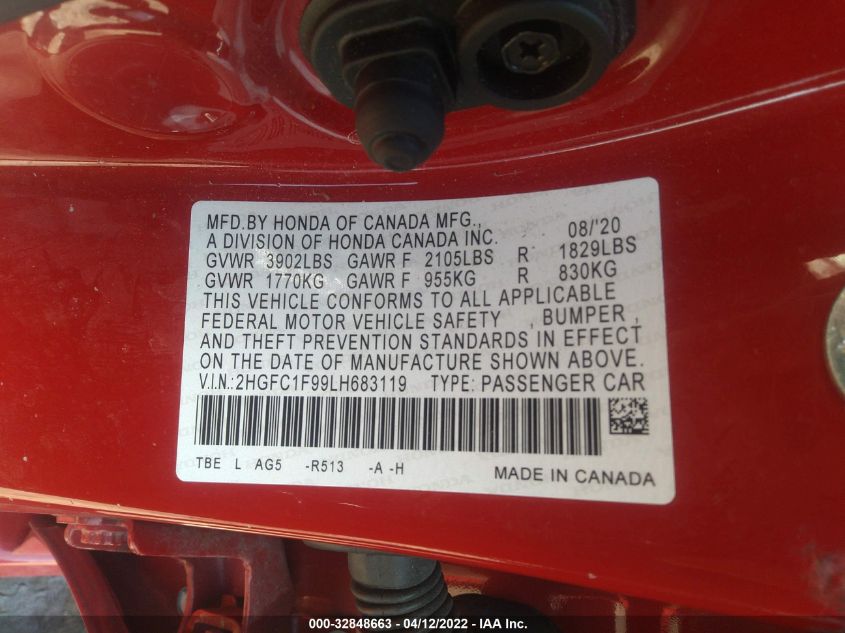 MFD.BY HONDA OF CANADA MFG., 08/'20
A DIVISION OF HONDA CANADA INC.
GVWR 3902LBS GAWR F 2105LBS R 1829LBS
GVWR 1770KG GAWR F 955KG R 830KG
THIS VEHICLE CONFORMS TO ALL APPLICABLE
FEDERAL MOTOR VEHICLE SAFETY , BUMPER ,
AND THEFT PREVENTION STANDARDS IN EFFECT
ON THE DATE OF MANUFACTURE SHOWN ABOVE.
V.I.N.:2HGFC1F99LH683119 TYPE: PASSENGER CAR
TBE L AG5 -R513 -A -H MADE IN CANADA
000-32848663 - 04/12/2022 - IAA Inc.